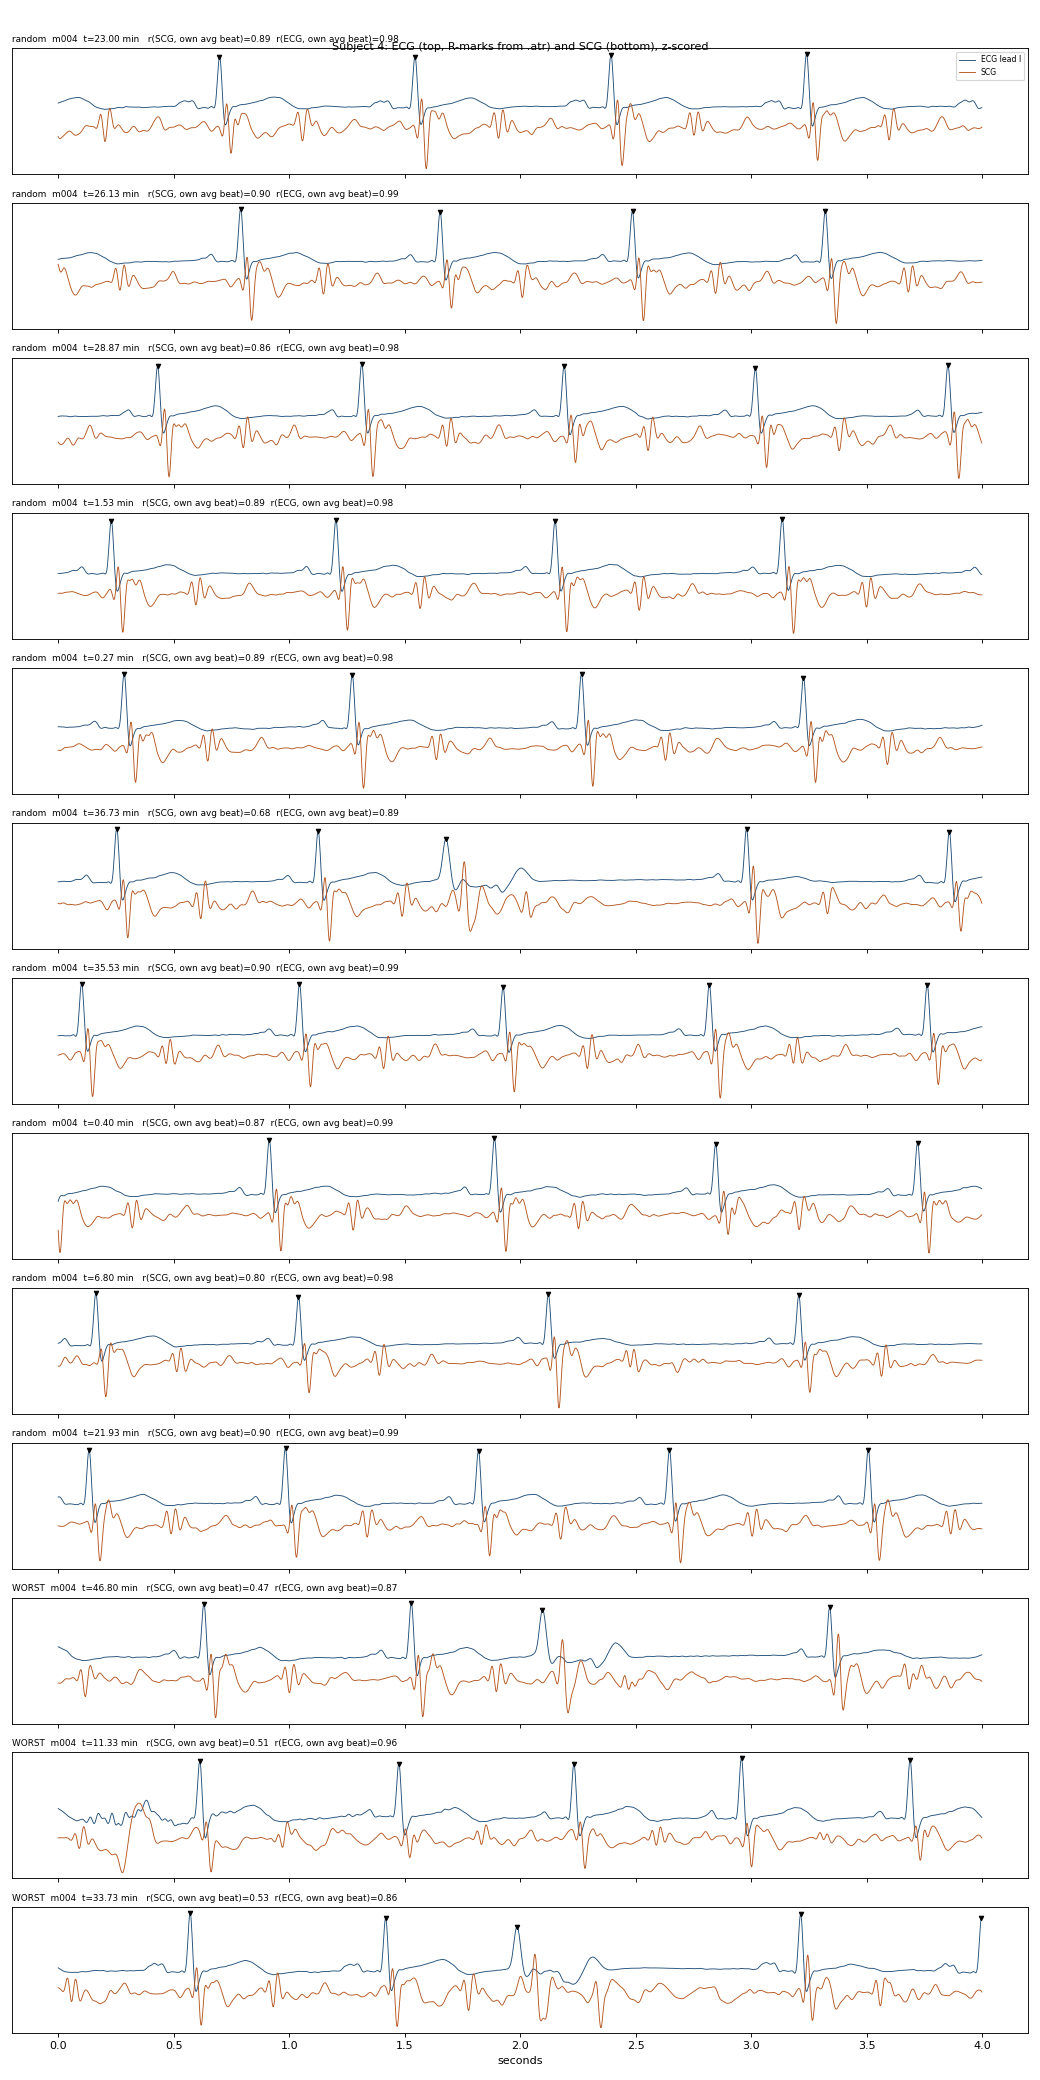 random  m004  t=23.00 min   r(SCG, own avg beat)=0.89  r(ECG, own avg beat)=0.98
Subject 4: ECG (top, R-marks from .atr) and SCG (bottom), z-scored
ECG lead I
SCG
random  m004  t=26.13 min   r(SCG, own avg beat)=0.90  r(ECG, own avg beat)=0.99
random  m004  t=28.87 min   r(SCG, own avg beat)=0.86  r(ECG, own avg beat)=0.98
random  m004  t=1.53 min   r(SCG, own avg beat)=0.89  r(ECG, own avg beat)=0.98
random  m004  t=0.27 min   r(SCG, own avg beat)=0.89  r(ECG, own avg beat)=0.98
random  m004  t=36.73 min   r(SCG, own avg beat)=0.68  r(ECG, own avg beat)=0.89
random  m004  t=35.53 min   r(SCG, own avg beat)=0.90  r(ECG, own avg beat)=0.99
random  m004  t=0.40 min   r(SCG, own avg beat)=0.87  r(ECG, own avg beat)=0.99
random  m004  t=6.80 min   r(SCG, own avg beat)=0.80  r(ECG, own avg beat)=0.98
random  m004  t=21.93 min   r(SCG, own avg beat)=0.90  r(ECG, own avg beat)=0.99
WORST  m004  t=46.80 min   r(SCG, own avg beat)=0.47  r(ECG, own avg beat)=0.87
WORST  m004  t=11.33 min   r(SCG, own avg beat)=0.51  r(ECG, own avg beat)=0.96
WORST  m004  t=33.73 min   r(SCG, own avg beat)=0.53  r(ECG, own avg beat)=0.86
0.0 0.5 1.0 1.5 2.0 2.5 3.0 3.5 4.0
seconds